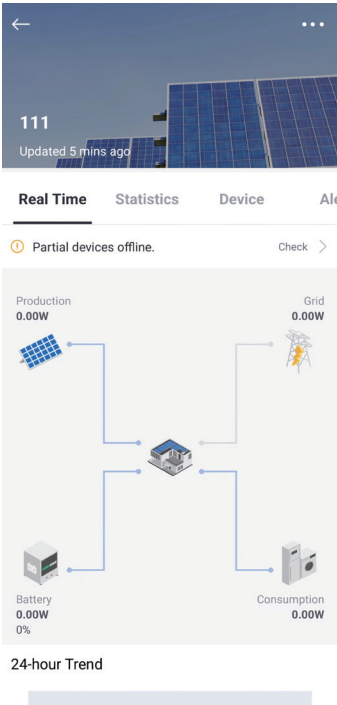 111
Updated 5 mins ago
Real Time Statistics Device Ale
Partial devices offline. Check
Production Grid
0.00W 0.00W
Battery Consumption
0.00W 0.00W
0%
24-hour Trend